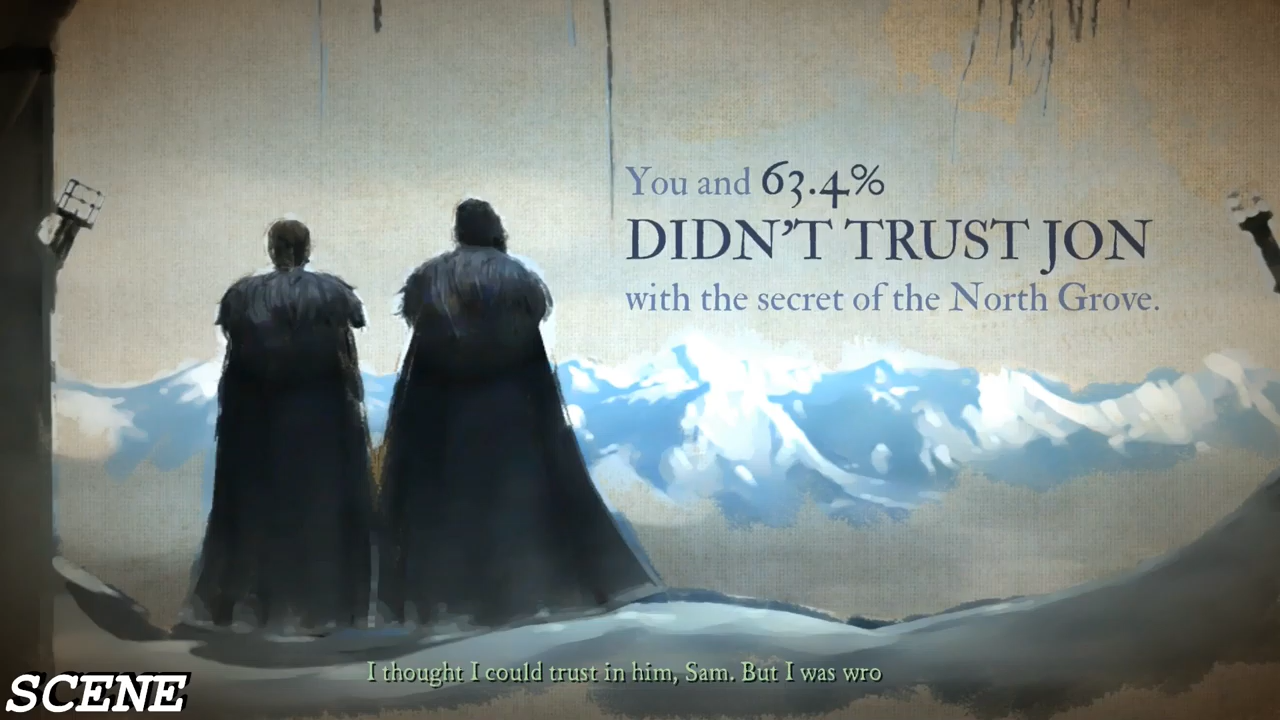 You and 63.4%
DIDN'T TRUST JON
with the secret of the North Grove.
I thought I could trust in him, Sam. But I was wro
SCENE